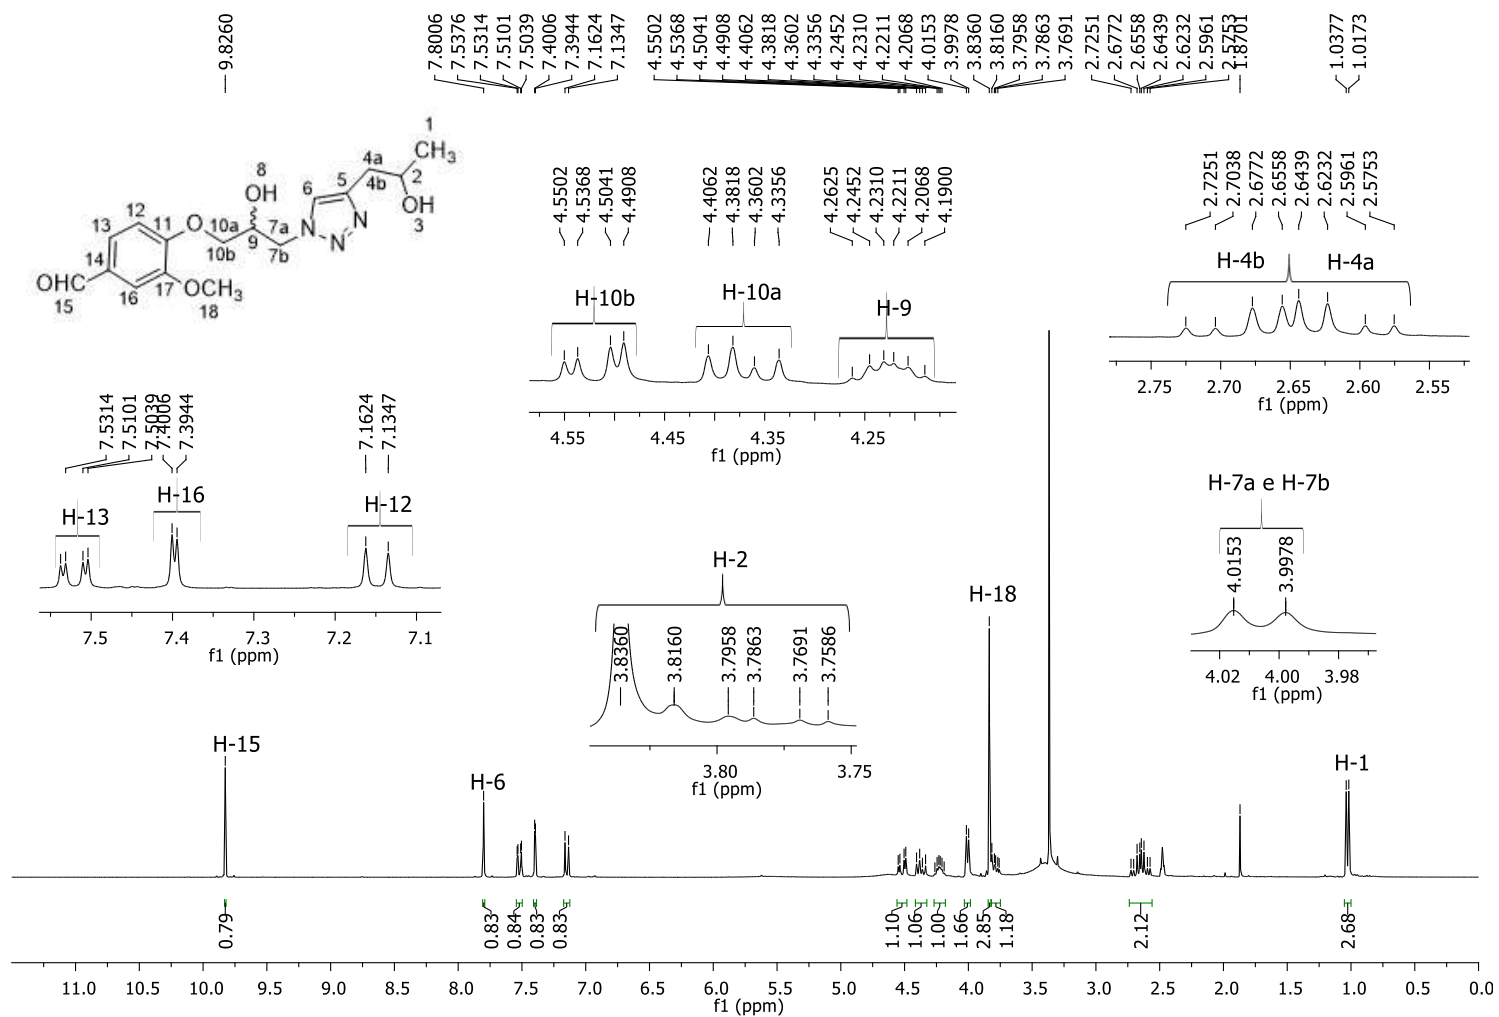 9.8260
7.8006
7.5376
7.5314
7.5101
7.5039
7.4006
7.3944
7.1624
7.1347
4.5502
4.5368
4.5041
4.4908
4.4062
4.3818
4.3602
4.3356
4.2452
4.2310
4.2211
4.2068
4.0153
3.9978
3.8360
3.8160
3.7958
3.7863
3.7691
2.7251
2.6772
2.6558
2.6439
2.6232
2.5961
2.5753
1.8701
1.0377
1.0173
1
CH3
4a
2
4b
OH
3
8
OH
6
5
N
N
N
7a
7b
9
10a
10b
O
11
12
13
14
OHC
15
16
17
OCH3
18
4.5502
4.5368
4.5041
4.4908
4.4062
4.3818
4.3602
4.3356
4.2625
4.2452
4.2310
4.2211
4.2068
4.1900
H-10b
H-10a
H-9
4.55 4.45 4.35 4.25
f1 (ppm)
2.7251
2.7038
2.6772
2.6558
2.6439
2.6232
2.5961
2.5753
H-4b H-4a
2.75 2.70 2.65 2.60 2.55
f1 (ppm)
7.5314
7.5101
7.5039
7.4006
7.3944
7.1624
7.1347
H-13
H-16
H-12
7.5 7.4 7.3 7.2 7.1
f1 (ppm)
H-2
3.8360
3.8160
3.7958
3.7863
3.7691
3.7586
3.80 3.75
f1 (ppm)
H-7a e H-7b
4.0153
3.9978
4.02 4.00 3.98
f1 (ppm)
H-15
H-6
H-18
H-1
0.79
0.83
0.84
0.83
0.83
1.10
1.06
1.00
1.66
2.85
1.18
2.12
2.68
11.0 10.5 10.0 9.5 9.0 8.5 8.0 7.5 7.0 6.5 6.0 5.5 5.0 4.5 4.0 3.5 3.0 2.5 2.0 1.5 1.0 0.5 0.0
f1 (ppm)